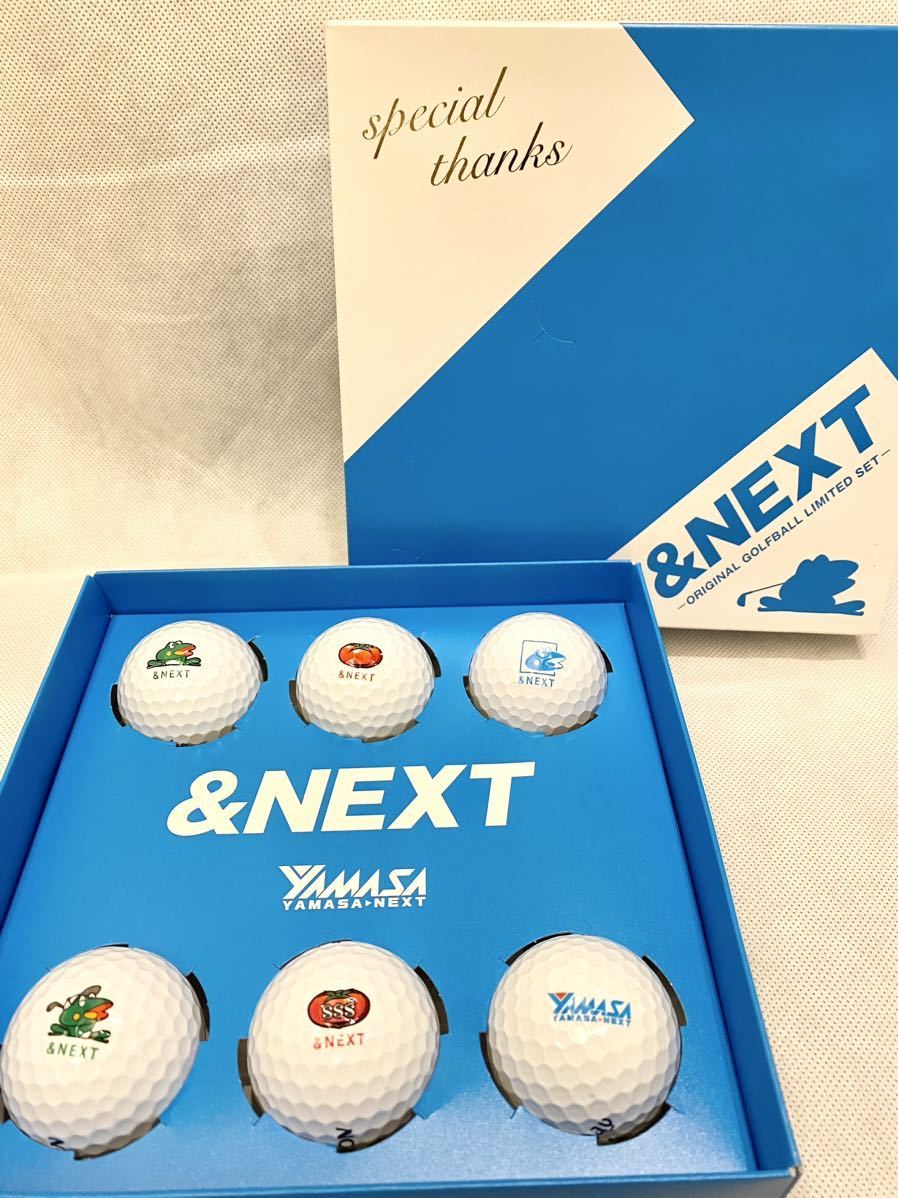 special
thanks
&NEXT
—ORIGINAL GOLFBALL LIMITED SET—
&NEXT
&NEXT
&NEXT
&NEXT
YAMASA
YAMASA▶NEXT
&NEXT
SSS
&NEXT
YAMASA
YAMASA▶NEXT